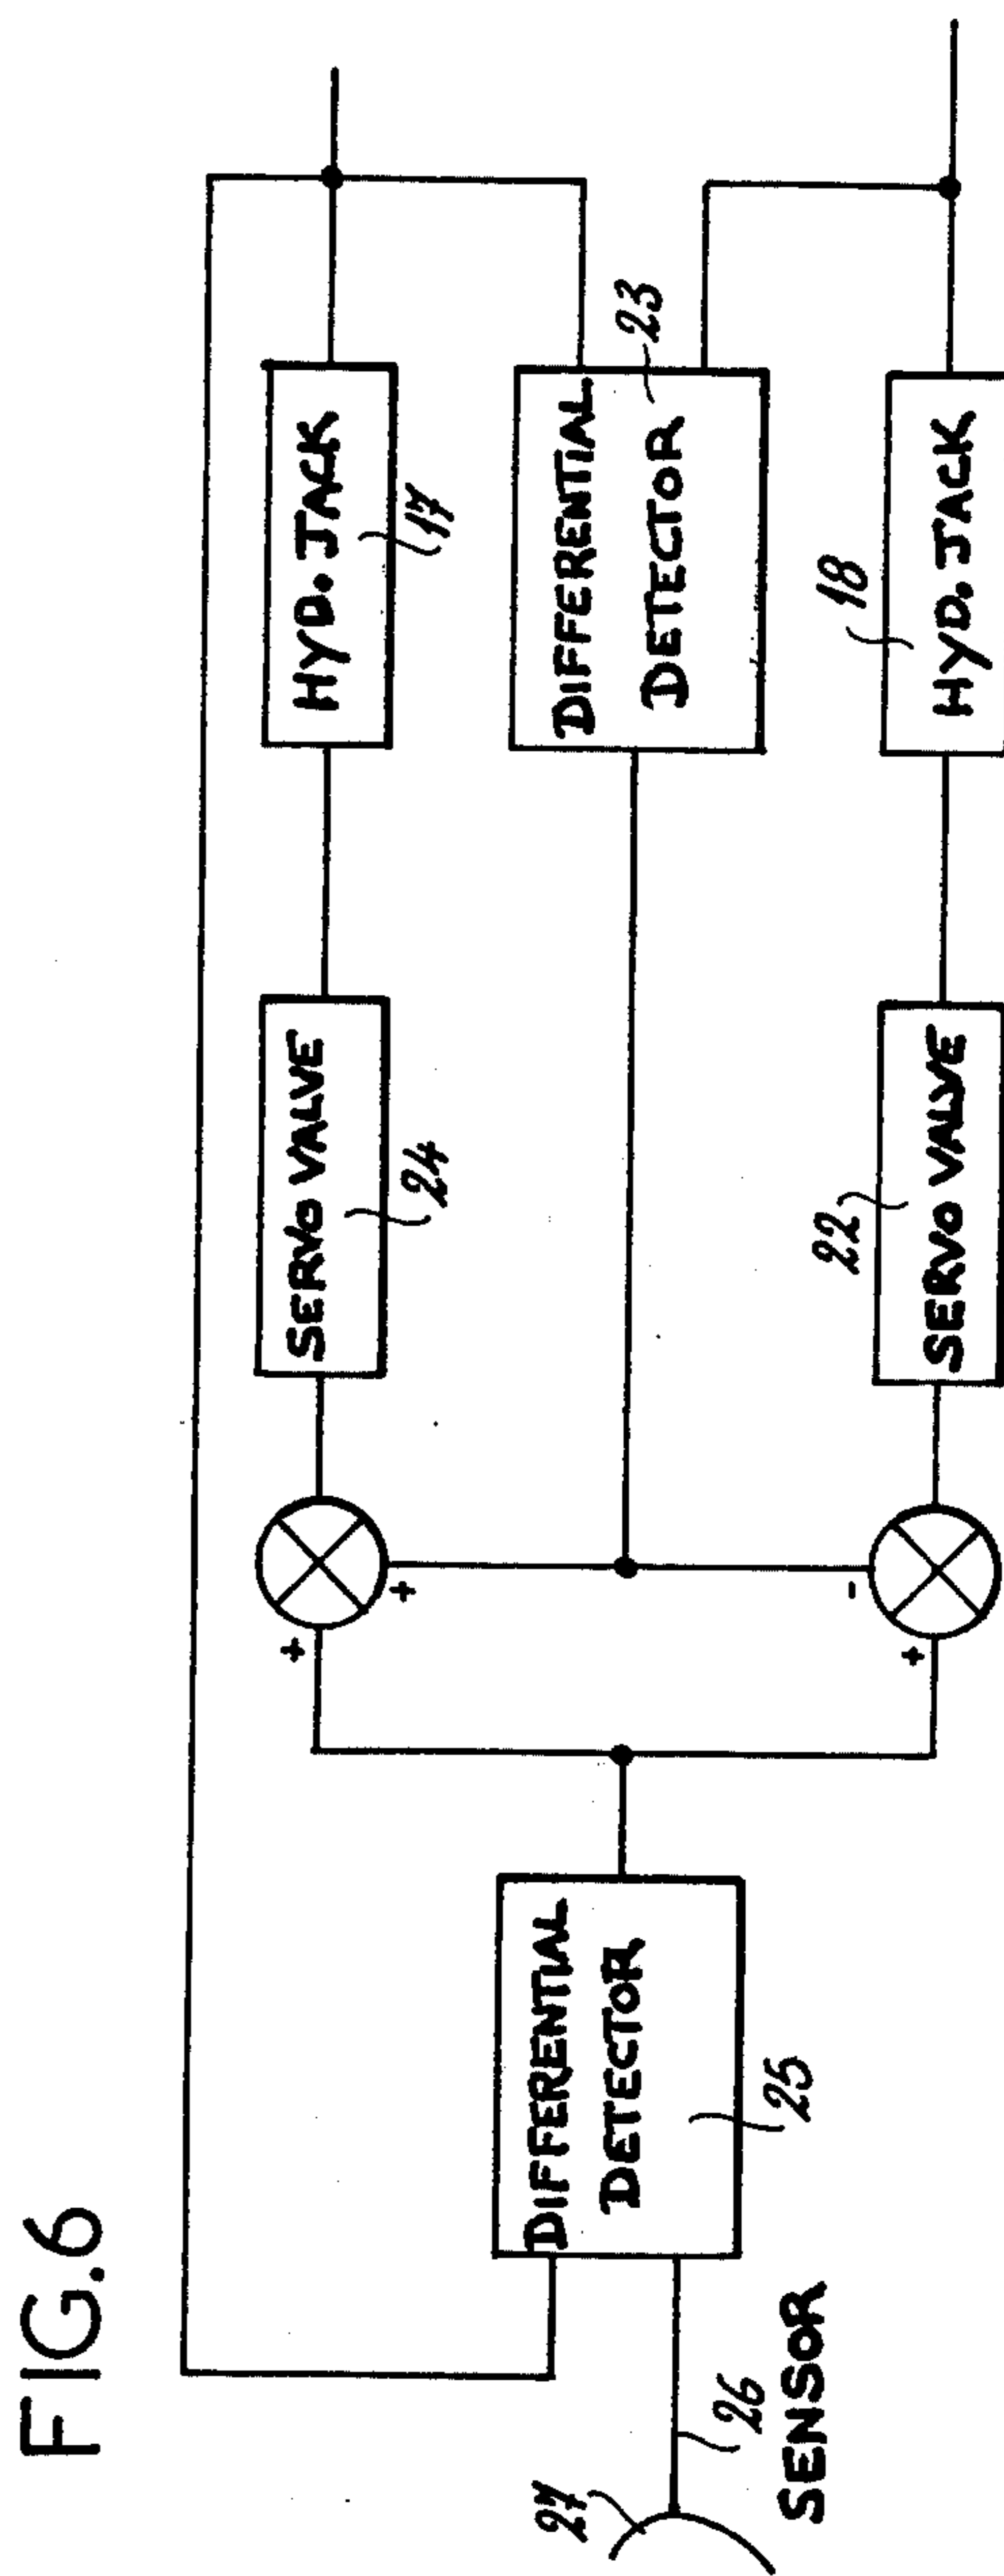 FIG.6
HYD. JACK
17
SERVO VALVE
24
+
+
DIFFERENTIAL
DETECTOR
23
DIFFERENTIAL
DETECTOR
25
27
26
SENSOR
-
+
22
SERVO VALVE
18
HYD. JACK